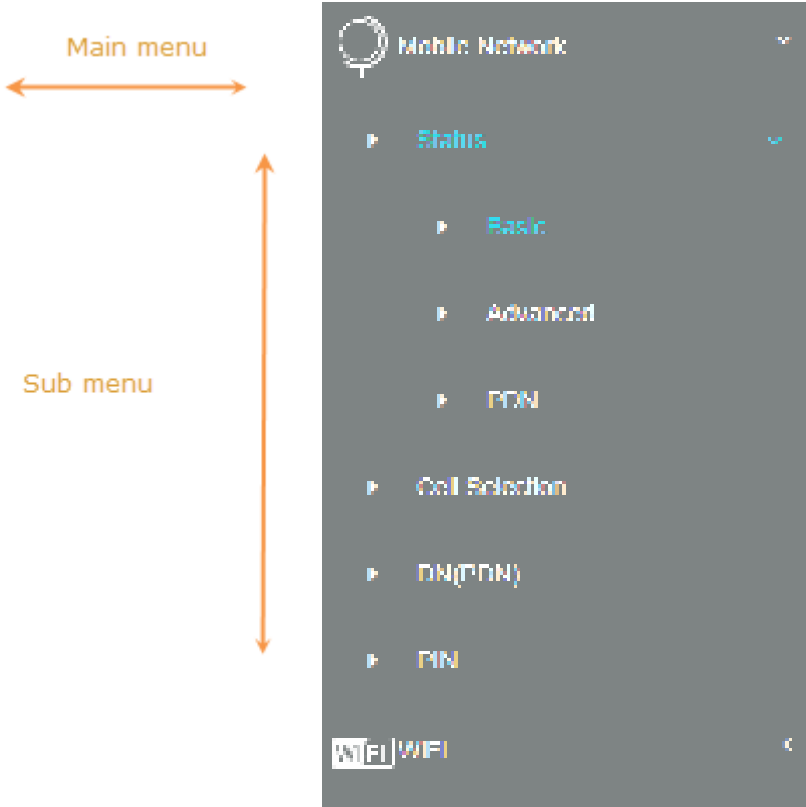 Main menu
Mobile Network
Status
Basic
Advanced
Sub menu
PDN
Cell Selection
DN(PDN)
PIN
WIFI WIFI